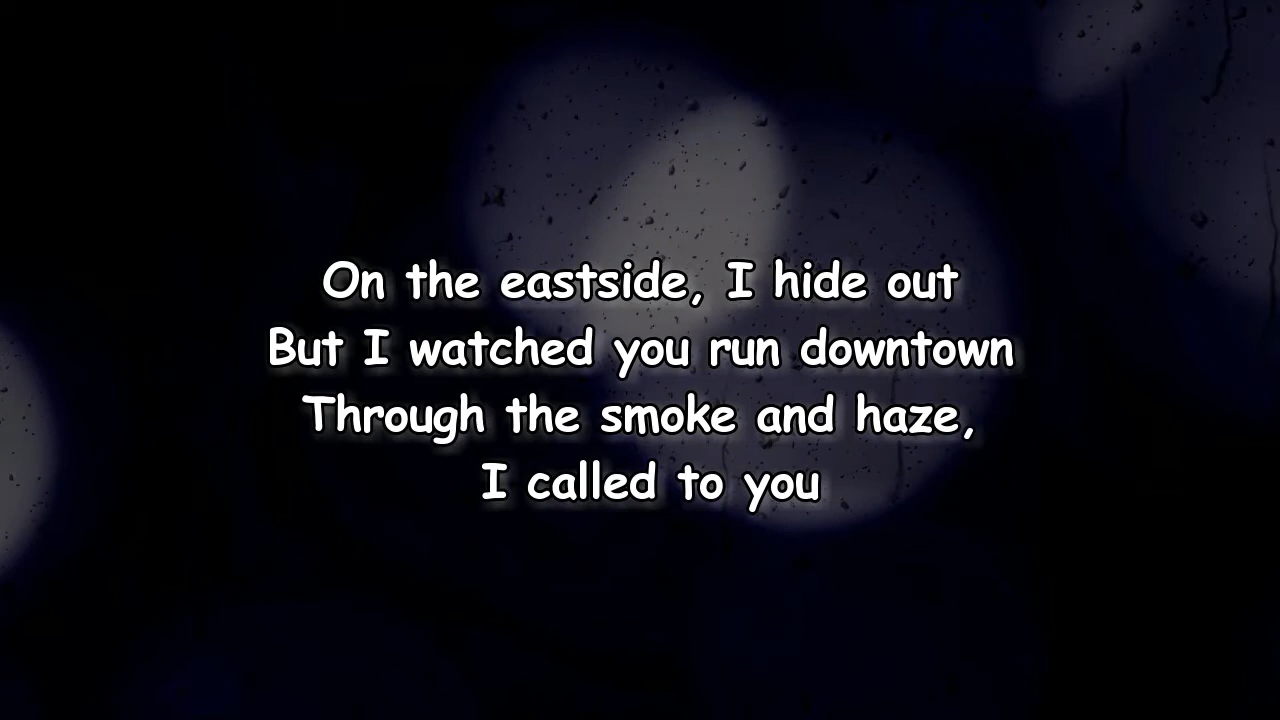 On the eastside, I hide out
But I watched you run downtown
Through the smoke and haze,
I called to you